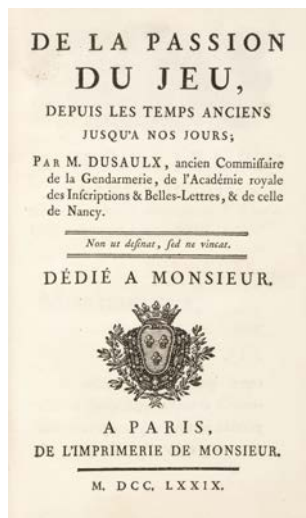 DE LA PASSION
DU JEU,
DEPUIS LES TEMPS ANCIENS
JUSQU'A NOS JOURS;
PAR M. DUSAULX, ancien Commiſſaire
de la Gendarmerie, de l'Académie royale
des Inſcriptions & Belles-Lettres, & de celle
de Nancy.
Non ut deſinat, ſed ne vincat.
DÉDIÉ A MONSIEUR.
A PARIS,
DE L'IMPRIMERIE DE MONSIEUR.
M. DCC. LXXIX.